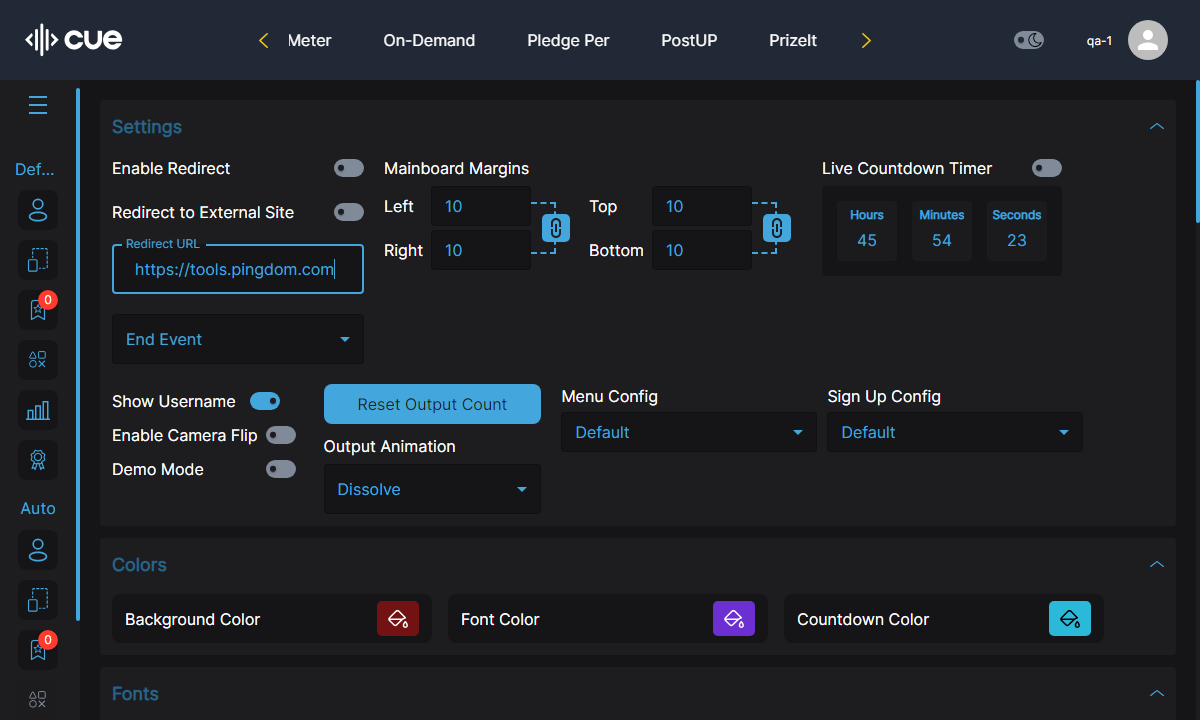 cue
Meter On-Demand Pledge Per PostUP PrizeIt
qa-1
Def...
0
Auto
0
Settings
Enable Redirect
Redirect to External Site
Redirect URL
https://tools.pingdom.com
End Event
Mainboard Margins
Left 10
Right 10
Top 10
Bottom 10
Live Countdown Timer
Hours Minutes Seconds
45 54 23
Show Username
Enable Camera Flip
Demo Mode
Reset Output Count
Output Animation
Dissolve
Menu Config
Default
Sign Up Config
Default
Colors
Background Color Font Color Countdown Color
Fonts